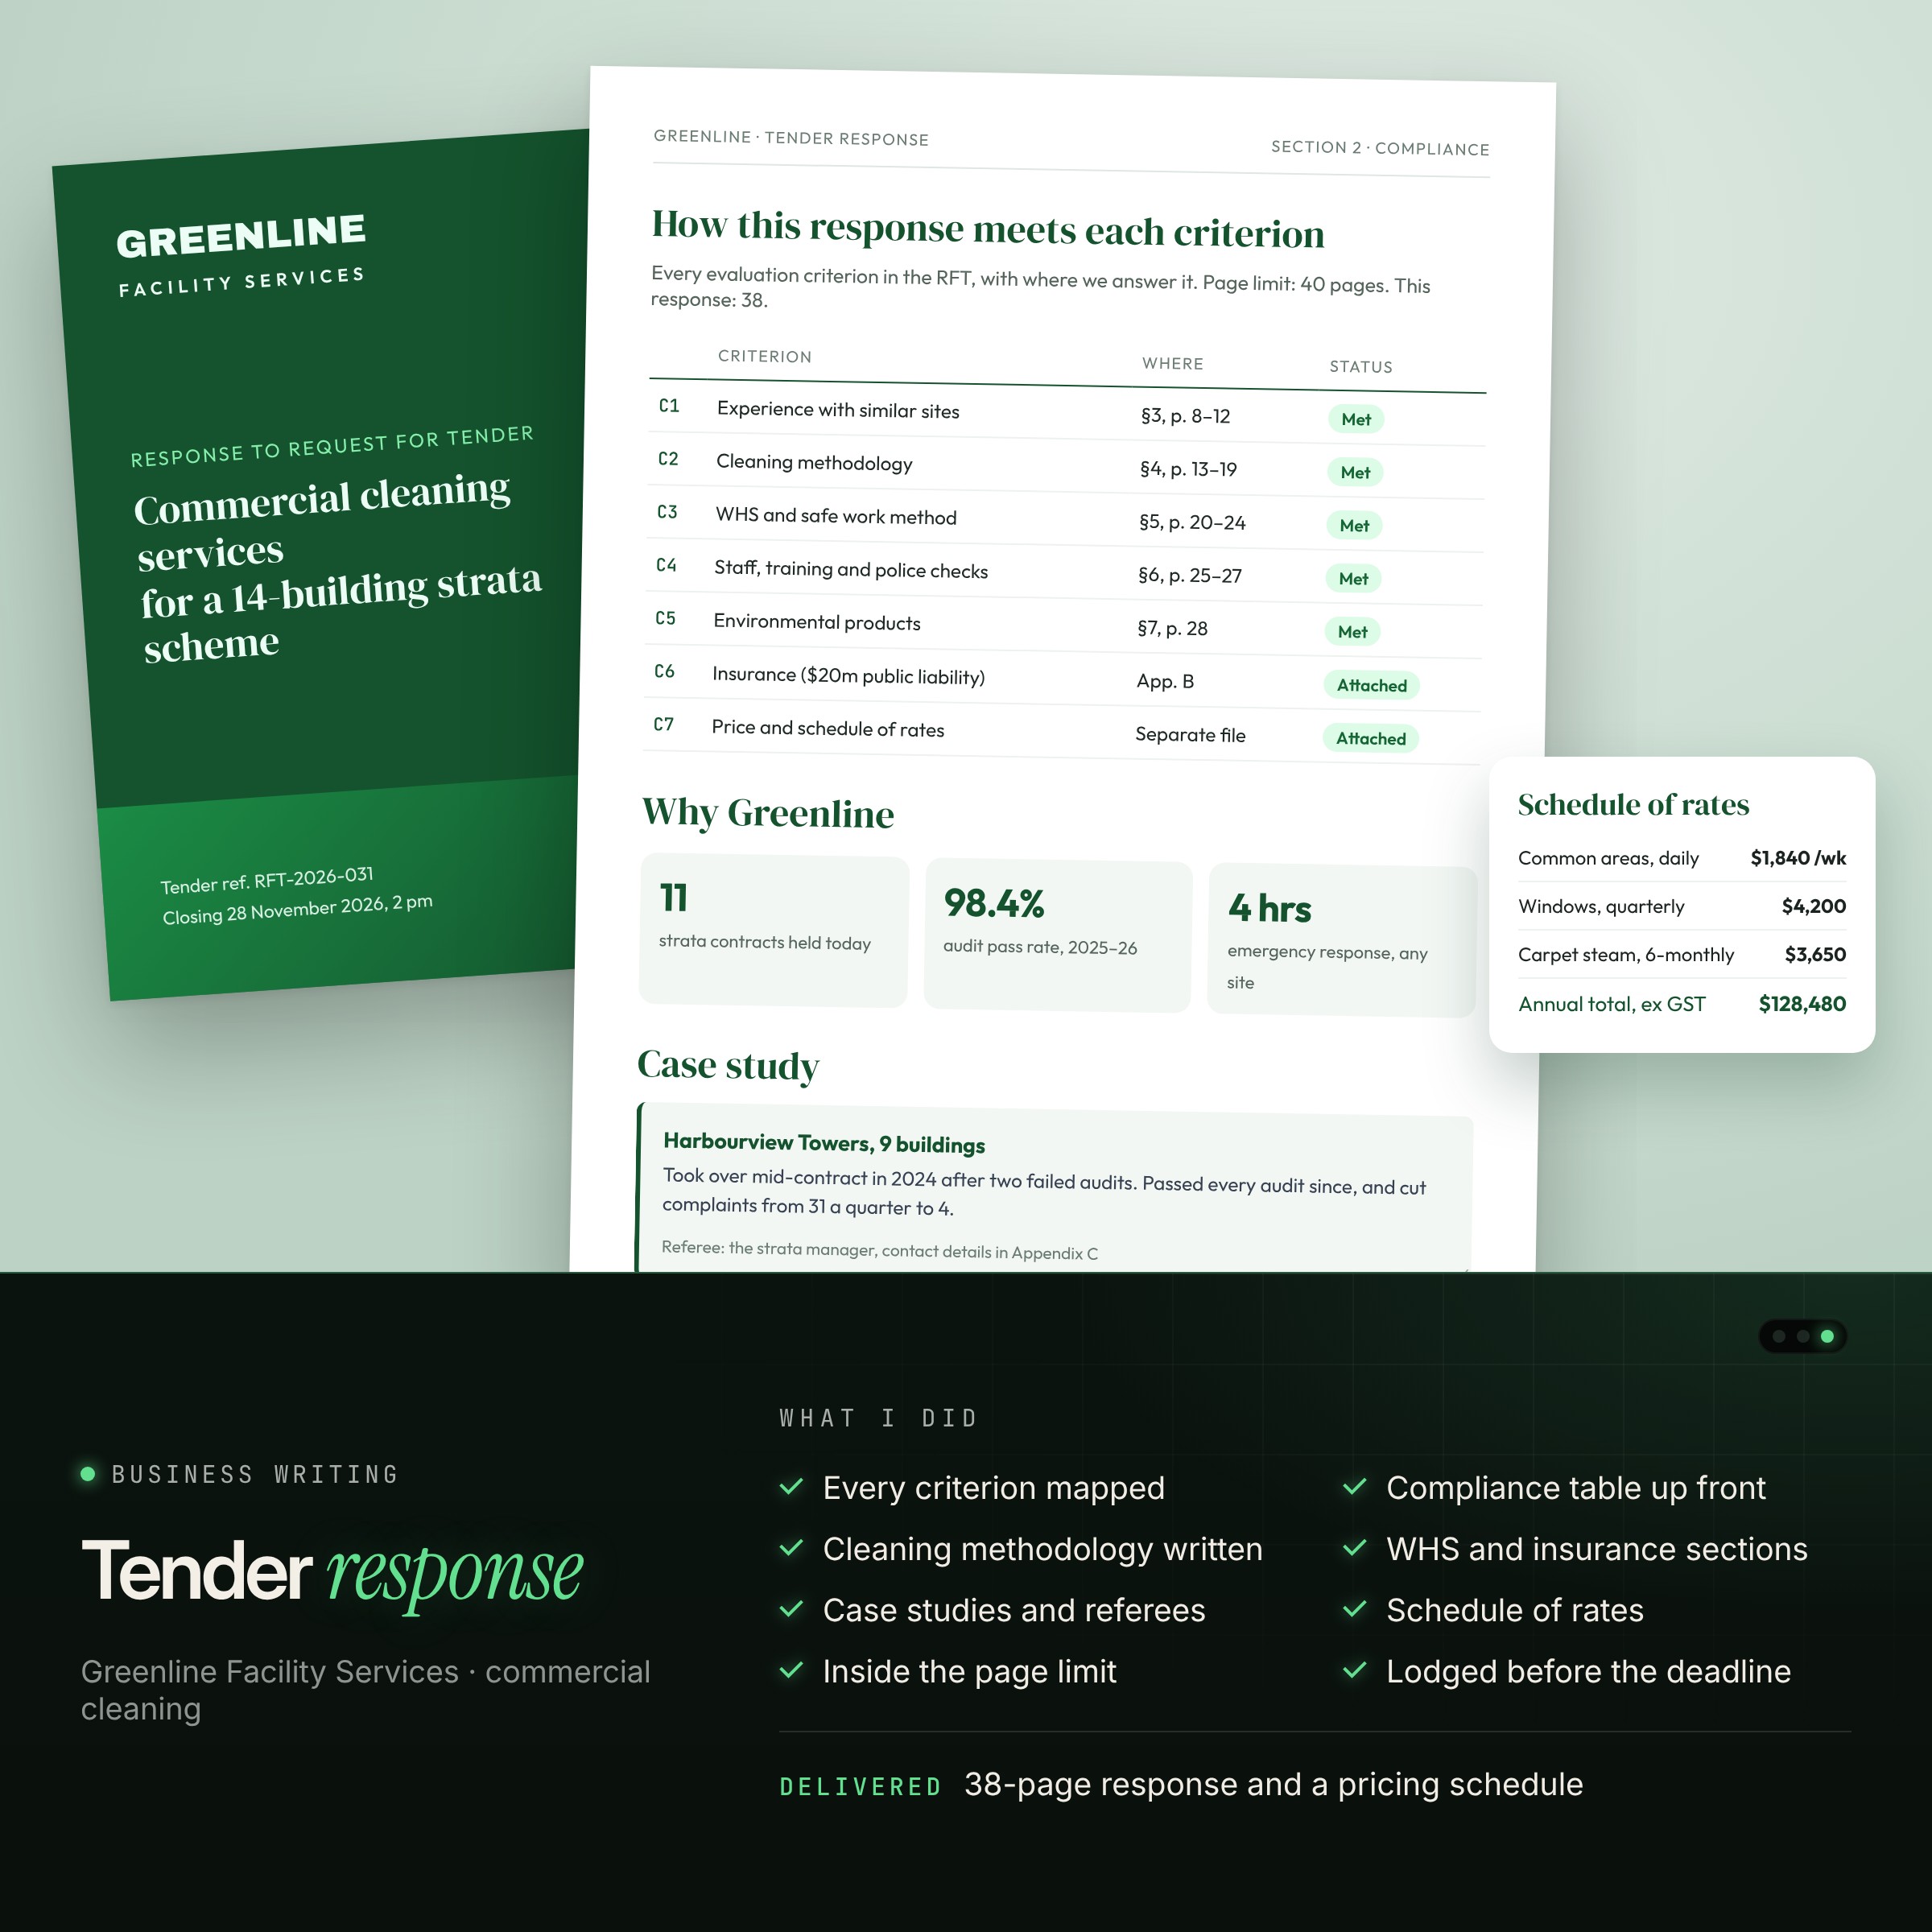 GREENLINE
FACILITY SERVICES
RESPONSE TO REQUEST FOR TENDER
Commercial cleaning
services
for a 14-building strata
scheme
Tender ref. RFT-2026-031
Closing 28 November 2026, 2 pm
GREENLINE · TENDER RESPONSE
SECTION 2 · COMPLIANCE
How this response meets each criterion
Every evaluation criterion in the RFT, with where we answer it. Page limit: 40 pages. This
response: 38.
CRITERION WHERE STATUS
C1 Experience with similar sites §3, p. 8–12 Met
C2 Cleaning methodology §4, p. 13–19 Met
C3 WHS and safe work method §5, p. 20–24 Met
C4 Staff, training and police checks §6, p. 25–27 Met
C5 Environmental products §7, p. 28 Met
C6 Insurance ($20m public liability) App. B Attached
C7 Price and schedule of rates Separate file Attached
Why Greenline
11
strata contracts held today
98.4%
audit pass rate, 2025–26
4 hrs
emergency response, any
site
Case study
Harbourview Towers, 9 buildings
Took over mid-contract in 2024 after two failed audits. Passed every audit since, and cut
complaints from 31 a quarter to 4.
Referee: the strata manager, contact details in Appendix C
Schedule of rates
Common areas, daily $1,840 /wk
Windows, quarterly $4,200
Carpet steam, 6-monthly $3,650
Annual total, ex GST $128,480
BUSINESS WRITING
Tender response
Greenline Facility Services · commercial
cleaning
WHAT I DID
Every criterion mapped
Compliance table up front
Cleaning methodology written
WHS and insurance sections
Case studies and referees
Schedule of rates
Inside the page limit
Lodged before the deadline
DELIVERED 38-page response and a pricing schedule